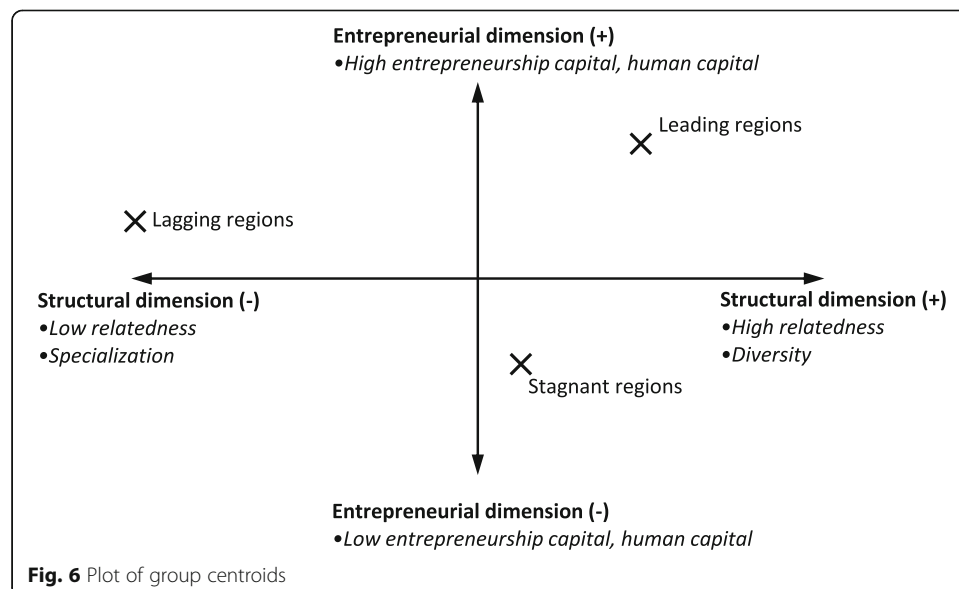 Entrepreneurial dimension (+)
•High entrepreneurship capital, human capital
Leading regions
Lagging regions
Structural dimension (-)
•Low relatedness
•Specialization
Structural dimension (+)
•High relatedness
•Diversity
Stagnant regions
Entrepreneurial dimension (-)
•Low entrepreneurship capital, human capital
Fig. 6 Plot of group centroids